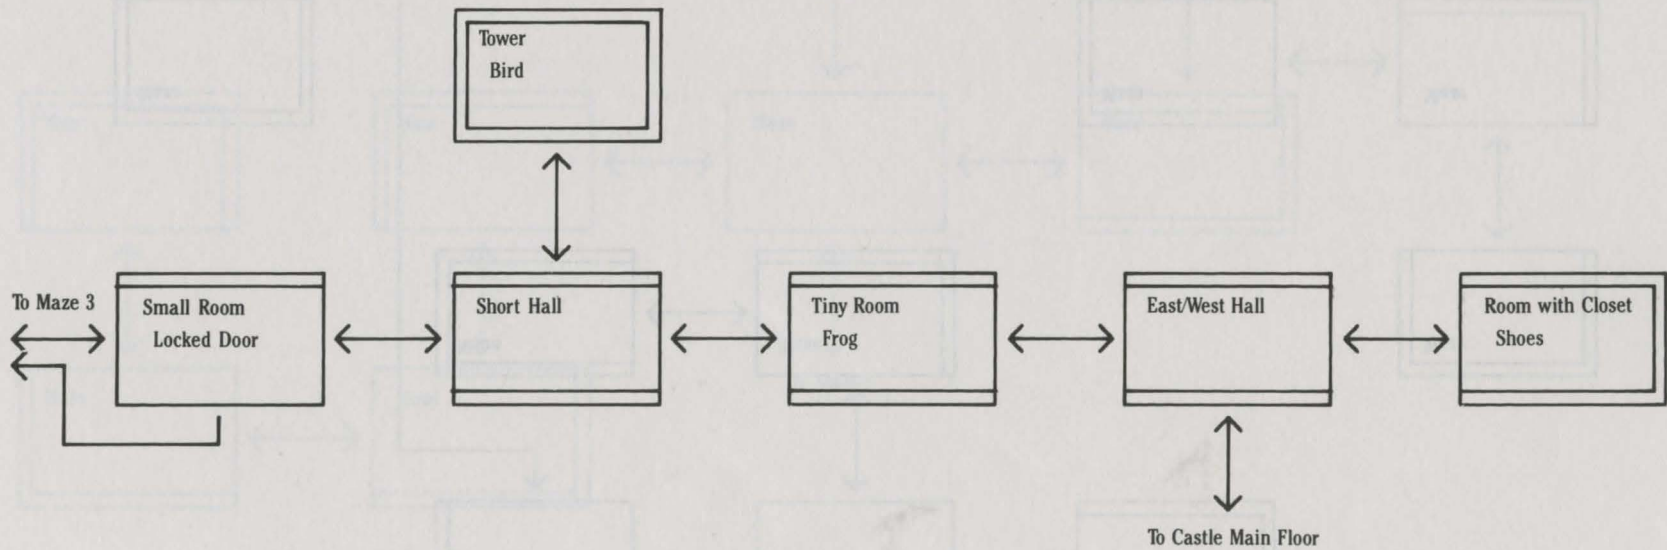 Tower
Bird
To Maze 3
Small Room
Locked Door
Short Hall
Tiny Room
Frog
East/West Hall
Room with Closet
Shoes
To Castle Main Floor